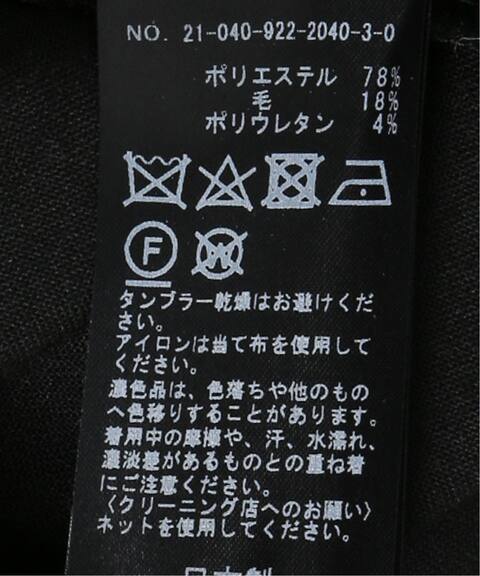 NO. 21-040-922-2040-3-0
ポリエステル 78%
毛 18%
ポリウレタン 4%
F W
タンブラー乾燥はお避けくだ
さい。
アイロンは当て布を使用して
ください。
濃色品は、色落ちや他のもの
へ色移りすることがあります。
着用中の摩擦や、汗、水濡れ、
濃淡差があるものとの重ね着
にご注意ください。
〈クリーニング店へのお願い〉
ネットを使用してください。
日本製